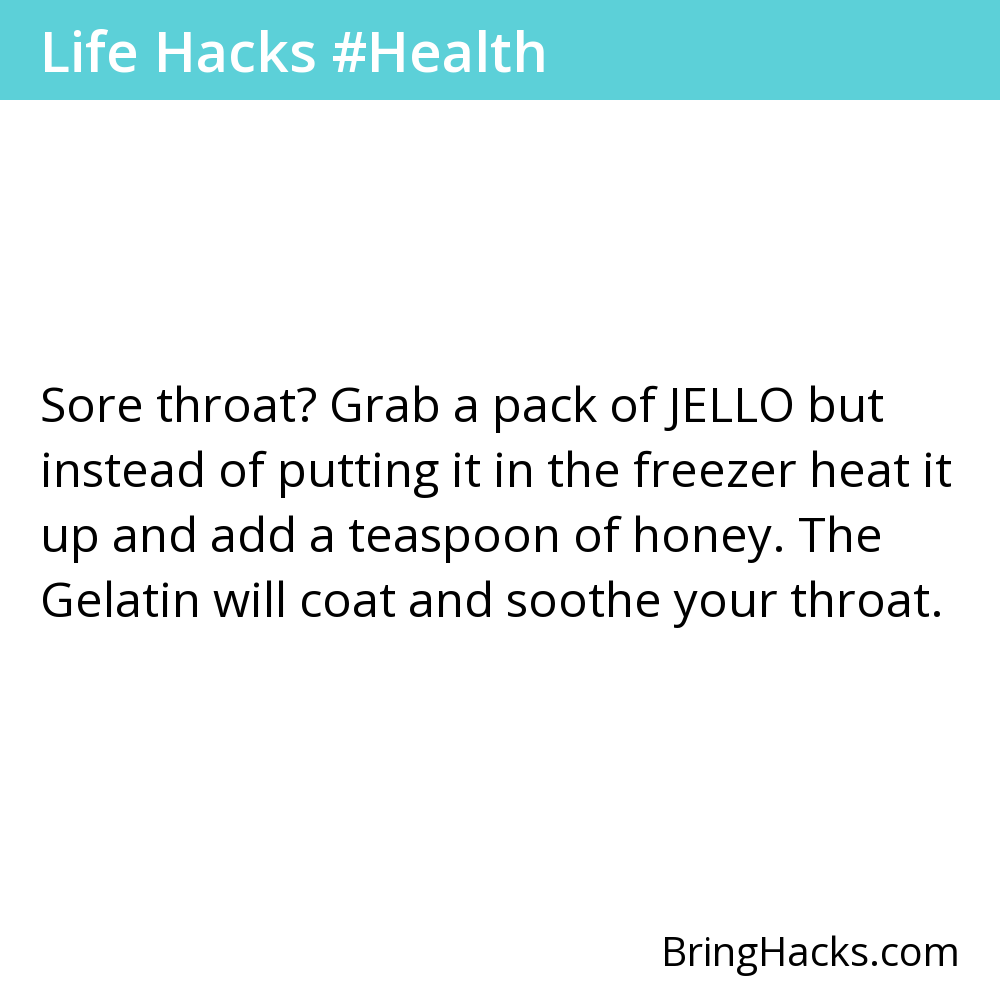 Life Hacks #Health
Sore throat? Grab a pack of JELLO but
instead of putting it in the freezer heat it
up and add a teaspoon of honey. The
Gelatin will coat and soothe your throat.
BringHacks.com